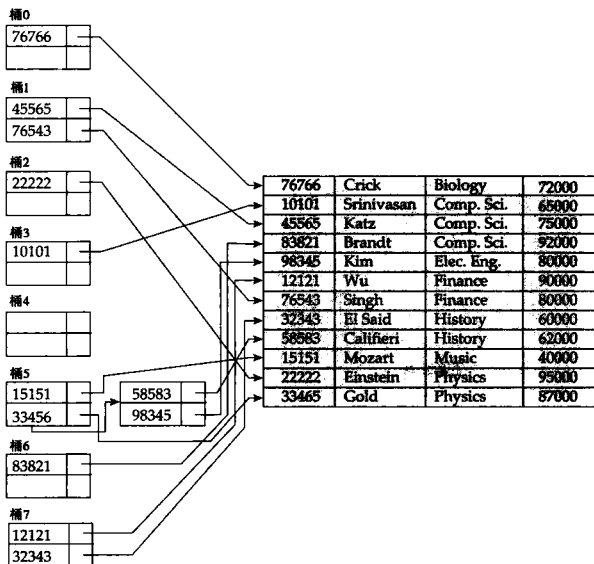 桶0
76766
桶1
45565
76543
桶2
22222
桶3
10101
桶4
桶5
15151
33456
58583
98345
桶6
83821
桶7
12121
32343
76766 Crick Biology 72000
10101 Srinivasan Comp. Sci. 65000
45565 Katz Comp. Sci. 75000
83821 Brandt Comp. Sci. 92000
98345 Kim Elec. Eng. 80000
12121 Wu Finance 90000
76543 Singh Finance 80000
32343 El Said History 60000
58583 Califieri History 62000
15151 Mozart Music 40000
22222 Einstein Physics 95000
33465 Gold Physics 87000